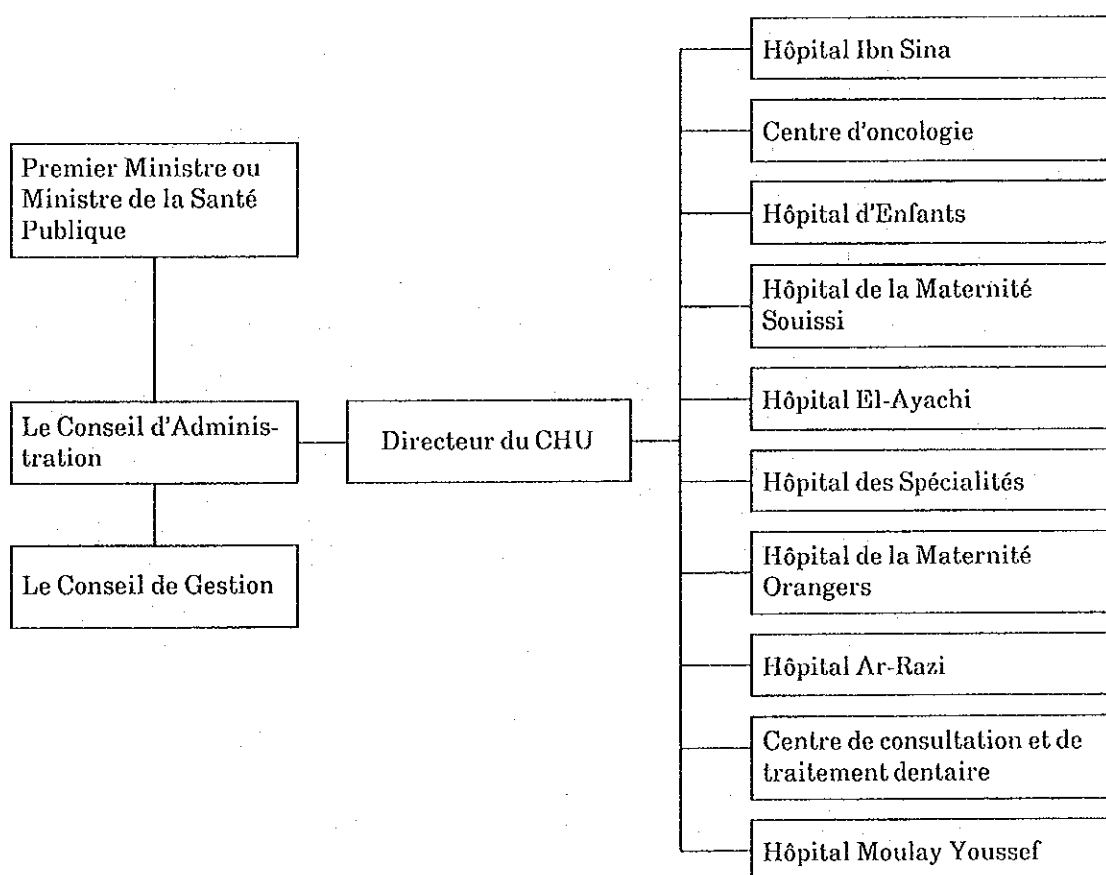 Premier Ministre ou
Ministre de la Santé
Publique
Le Conseil d'Adminis-
tration
Le Conseil de Gestion
Directeur du CHU
Hôpital Ibn Sina
Centre d'oncologie
Hôpital d'Enfants
Hôpital de la Maternité
Souissi
Hôpital El-Ayachi
Hôpital des Spécialités
Hôpital de la Maternité
Orangers
Hôpital Ar-Razi
Centre de consultation et de
traitement dentaire
Hôpital Moulay Youssef